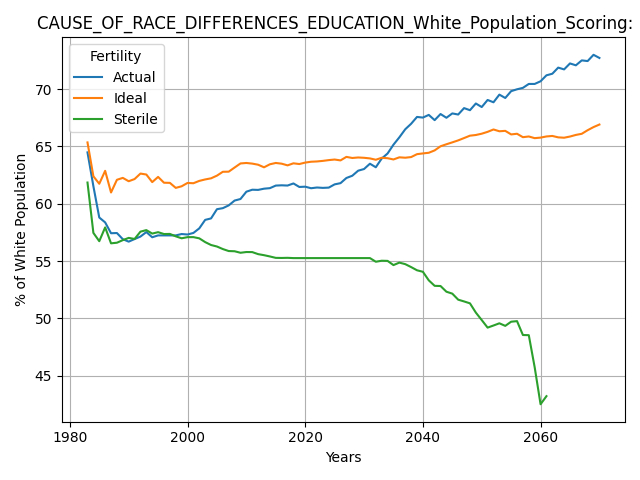 CAUSE_OF_RACE_DIFFERENCES_EDUCATION_White_Population_Scoring:
Fertility
Actual
Ideal
Sterile
% of White Population
70
65
60
55
50
45
1980
2000
2020
2040
2060
Years